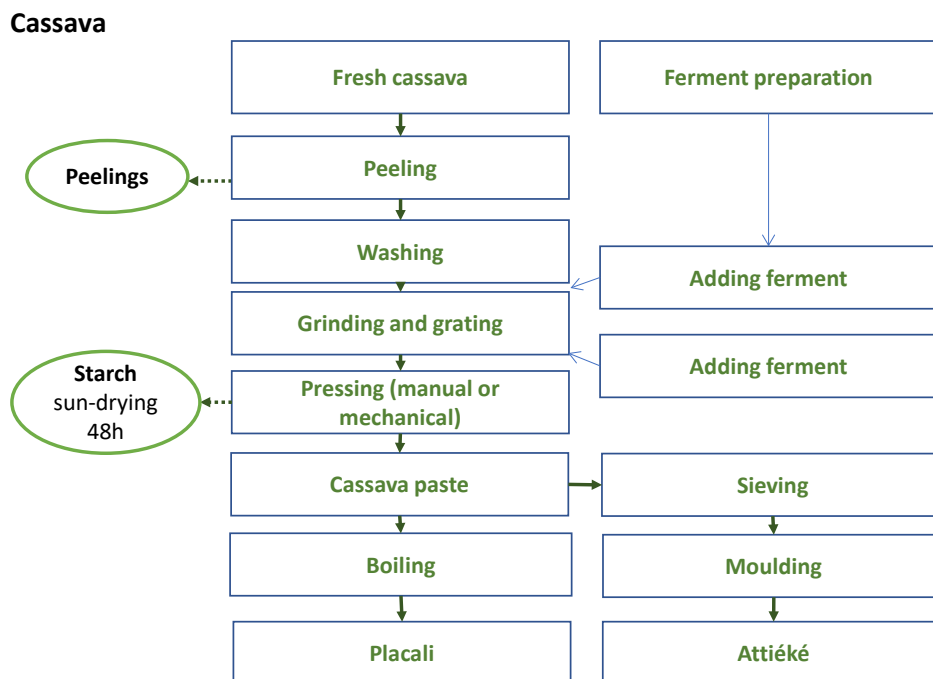 Cassava
Fresh cassava
Ferment preparation
Peelings
Peeling
Washing
Adding ferment
Grinding and grating
Adding ferment
Starch
sun-drying
48h
Pressing (manual or
mechanical)
Cassava paste
Sieving
Boiling
Moulding
Placali
Attiéké